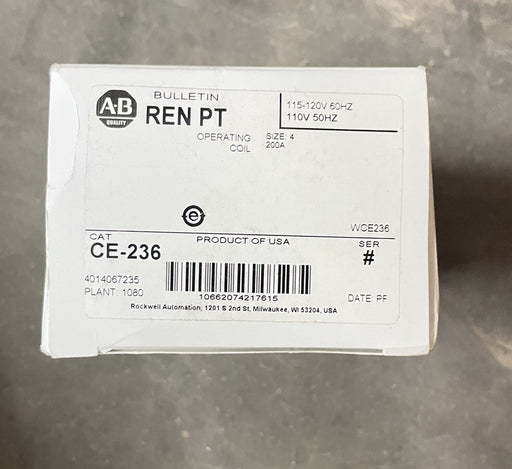 A-B
QUALITY
BULLETIN
REN PT
OPERATING
COIL
SIZE: 4
200A
115-120V 60HZ
110V 50HZ
e
WCE236
CAT
CE-236
PRODUCT OF USA
SER
#
4014067235
PLANT: 1080
10662074217615
DATE: PF
Rockwell Automation, 1201 S 2nd St, Milwaukee, WI 53204, USA